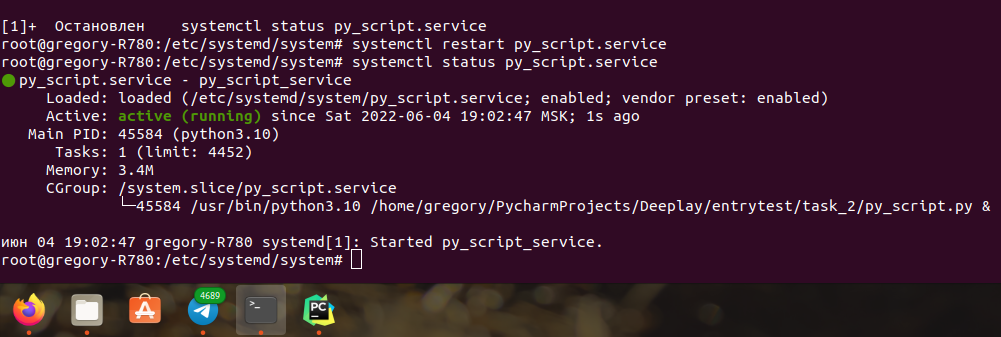 [1]+  Остановлен    systemctl status py_script.service
root@gregory-R780:/etc/systemd/system# systemctl restart py_script.service
root@gregory-R780:/etc/systemd/system# systemctl status py_script.service
● py_script.service - py_script_service
     Loaded: loaded (/etc/systemd/system/py_script.service; enabled; vendor preset: enabled)
     Active: active (running) since Sat 2022-06-04 19:02:47 MSK; 1s ago
   Main PID: 45584 (python3.10)
      Tasks: 1 (limit: 4452)
     Memory: 3.4M
     CGroup: /system.slice/py_script.service
             └─45584 /usr/bin/python3.10 /home/gregory/PycharmProjects/Deeplay/entrytest/task_2/py_script.py &
июн 04 19:02:47 gregory-R780 systemd[1]: Started py_script_service.
root@gregory-R780:/etc/systemd/system#
4689
>_
PC